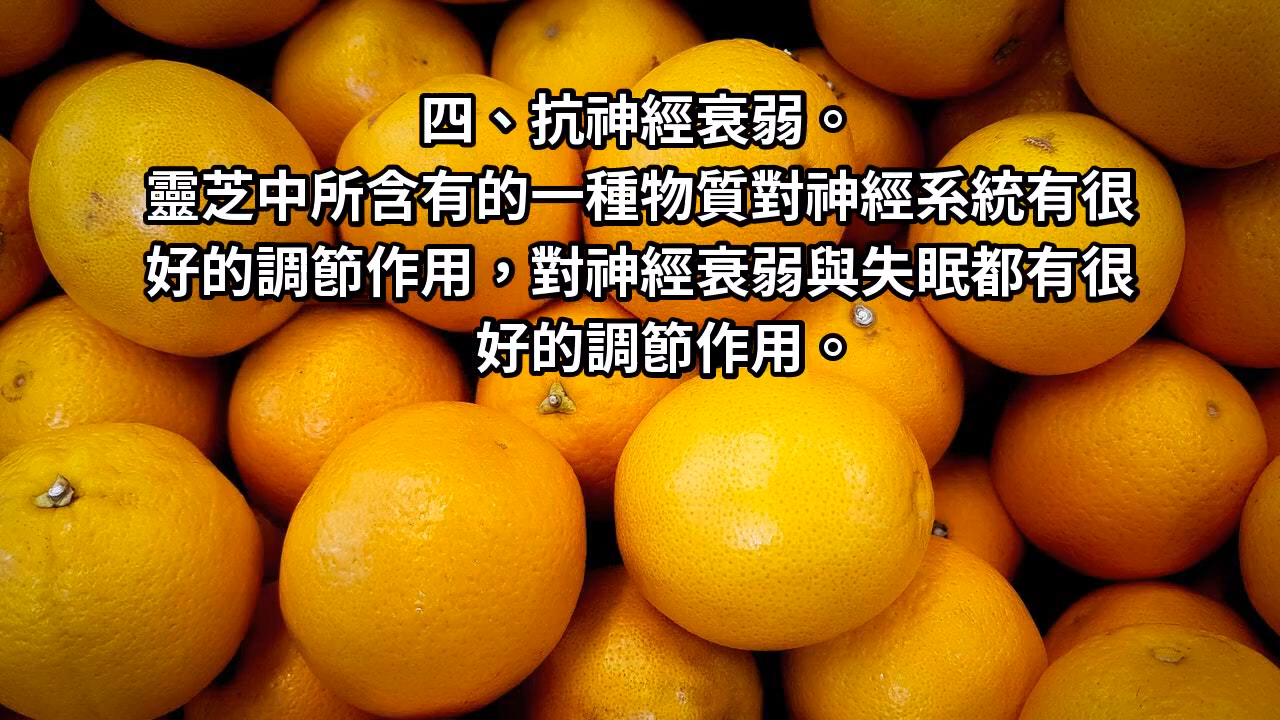 四、抗神經衰弱。
靈芝中所含有的一種物質對神經系統有很
好的調節作用，對神經衰弱與失眠都有很
好的調節作用。